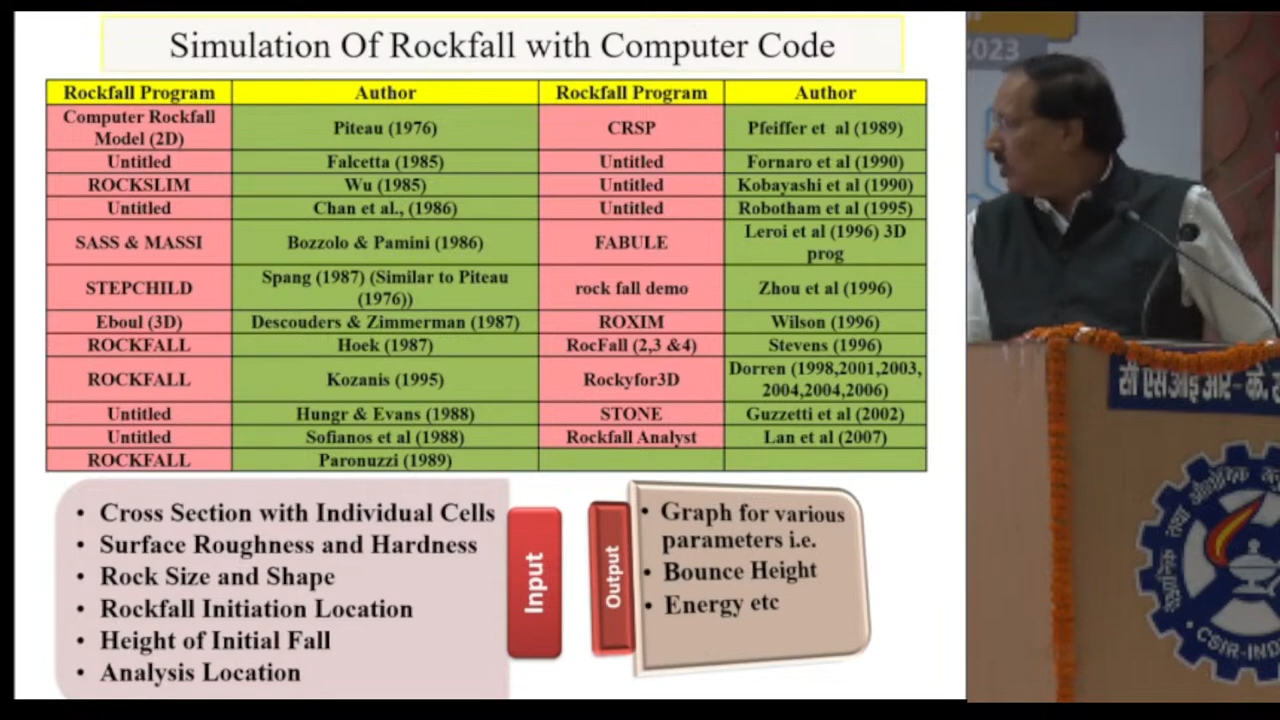 Simulation Of Rockfall with Computer Code
Rockfall Program Author Rockfall Program Author
Computer Rockfall
Model (2D) Piteau (1976) CRSP Pfeiffer et al (1989)
Untitled Falcetta (1985) Untitled Fornaro et al (1990)
ROCKSLIM Wu (1985) Untitled Kobayashi et al (1990)
Untitled Chan et al., (1986) Untitled Robotham et al (1995)
SASS & MASSI Bozzolo & Pamini (1986) FABULE Leroi et al (1996) 3D
prog
STEPCHILD Spang (1987) (Similar to Piteau
(1976)) rock fall demo Zhou et al (1996)
Eboul (3D) Descouders & Zimmerman (1987) ROXIM Wilson (1996)
ROCKFALL Hoek (1987) RocFall (2,3 &4) Stevens (1996)
ROCKFALL Kozanis (1995) Rockyfor3D Dorren (1998,2001,2003,
2004,2004,2006)
Untitled Hungr & Evans (1988) STONE Guzzetti et al (2002)
Untitled Sofianos et al (1988) Rockfall Analyst Lan et al (2007)
ROCKFALL Paronuzzi (1989)
• Cross Section with Individual Cells
• Surface Roughness and Hardness
• Rock Size and Shape
• Rockfall Initiation Location
• Height of Initial Fall
• Analysis Location
Input
Output
• Graph for various
parameters i.e.
• Bounce Height
• Energy etc
2023
सी एस आई आर - के.
CSIR-IND